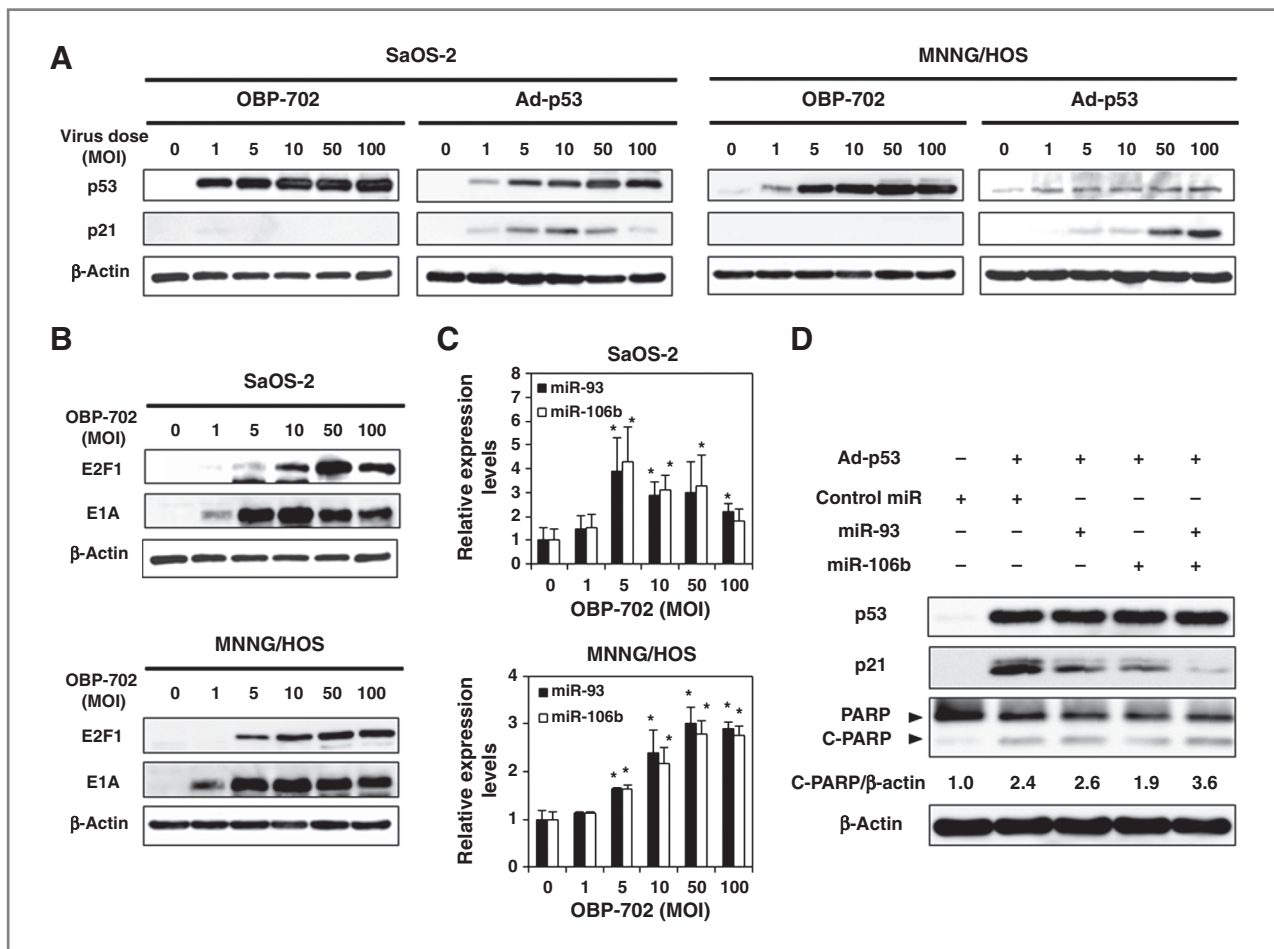 A
SaOS-2
MNNG/HOS
OBP-702
Ad-p53
OBP-702
Ad-p53
Virus dose
(MOI)
0 1 5 10 50 100
0 1 5 10 50 100
0 1 5 10 50 100
0 1 5 10 50 100
p53
p21
β-Actin
B
SaOS-2
OBP-702
(MOI)
0 1 5 10 50 100
E2F1
E1A
β-Actin
MNNG/HOS
OBP-702
(MOI)
0 1 5 10 50 100
E2F1
E1A
β-Actin
C
SaOS-2
Relative expression
levels
8
7
6
5
4
3
2
1
0
miR-93
miR-106b
* * * * * *
0 1 5 10 50 100
OBP-702 (MOI)
MNNG/HOS
Relative expression
levels
4
3
2
1
0
miR-93
miR-106b
* * * * * * * *
0 1 5 10 50 100
OBP-702 (MOI)
D
Ad-p53 – + + + +
Control miR + + – – –
miR-93 – – + – +
miR-106b – – – + +
p53
p21
PARP
C-PARP
C-PARP/β-actin 1.0 2.4 2.6 1.9 3.6
β-Actin